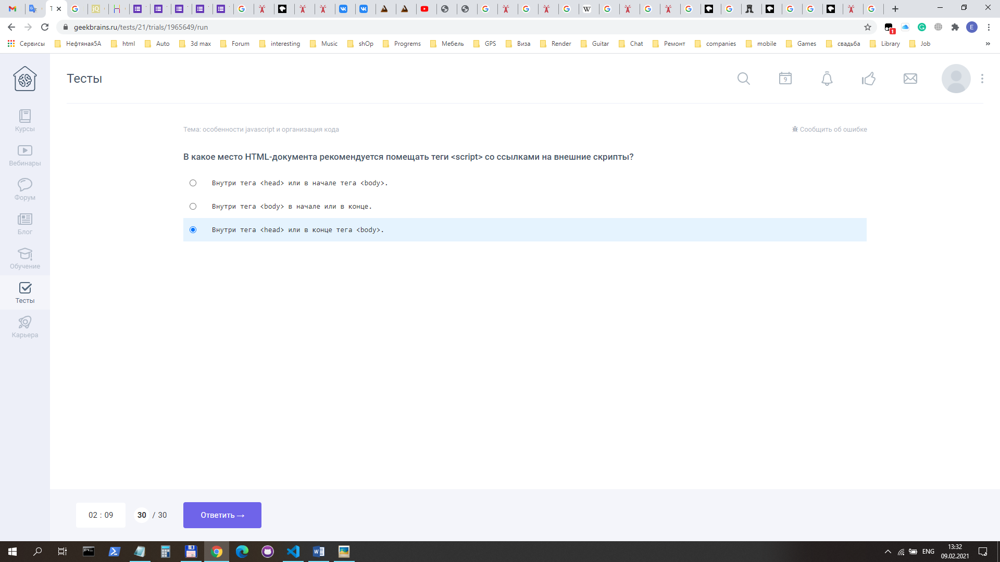 geekbrains.ru/tests/21/trials/1965649/run
1
E
Сервисы
Нефтяная5А
html
Auto
3d max
Forum
interesting
Music
shOp
Progrems
Мебель
GPS
Виза
Render
Guitar
Chat
Ремонт
companies
mobile
Games
свадьба
Library
Job
»
Тесты
9
Курсы
Вебинары
Форум
Блог
Обучение
Тесты
Карьера
Тема: особенности javascript и организация кода
Сообщить об ошибке
В какое место HTML-документа рекомендуется помещать теги <script> со ссылками на внешние скрипты?
Внутри тега <head> или в начале тега <body>.
Внутри тега <body> в начале или в конце.
Внутри тега <head> или в конце тега <body>.
02 : 09
30 / 30
Ответить →
ENG
13:32
09.02.2021